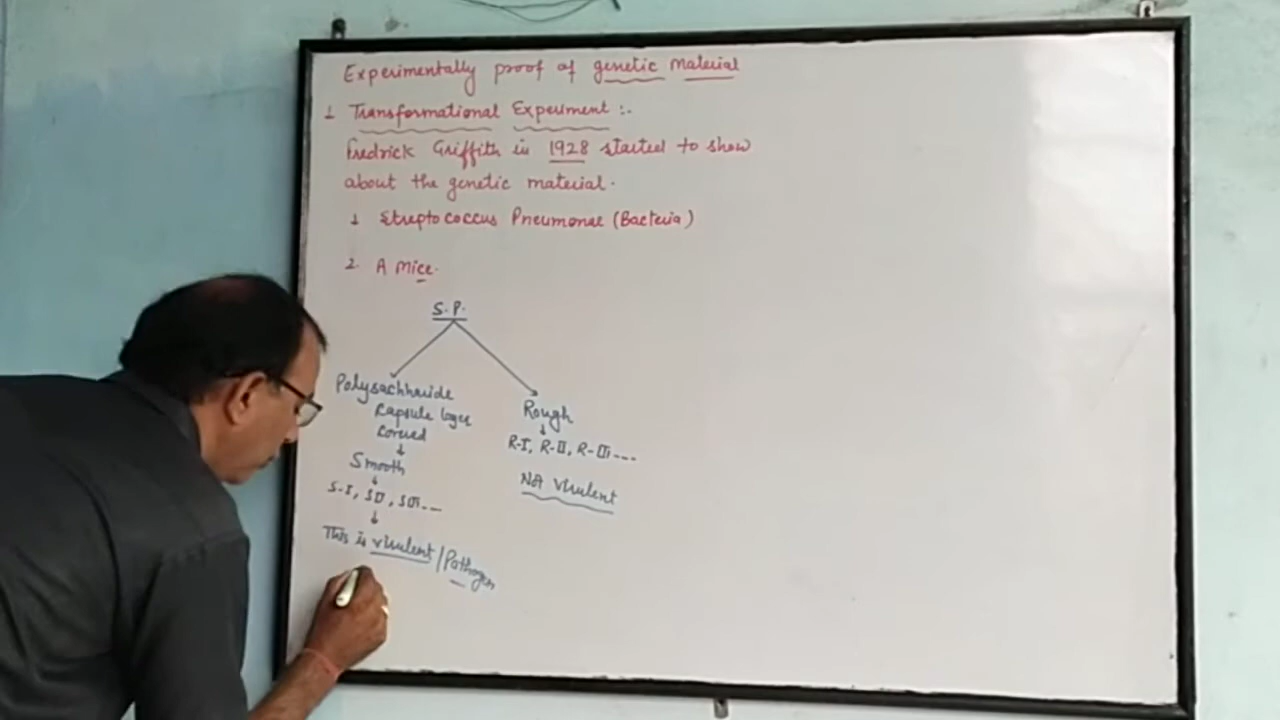 Experimentally proof of genetic material
1 Transformational Experiment :-
Fredrick Griffith in 1928 started to show
about the genetic material.
1 Streptococcus Pneumonae (Bacteria)
2. A Mice.
S. P.
Polysachhride
Capsule layer
Covered
Smooth
S-I, SII, SIII---
This is virulent / Pathogen
Rough
R-I, R-II, R-III---
Not virulent